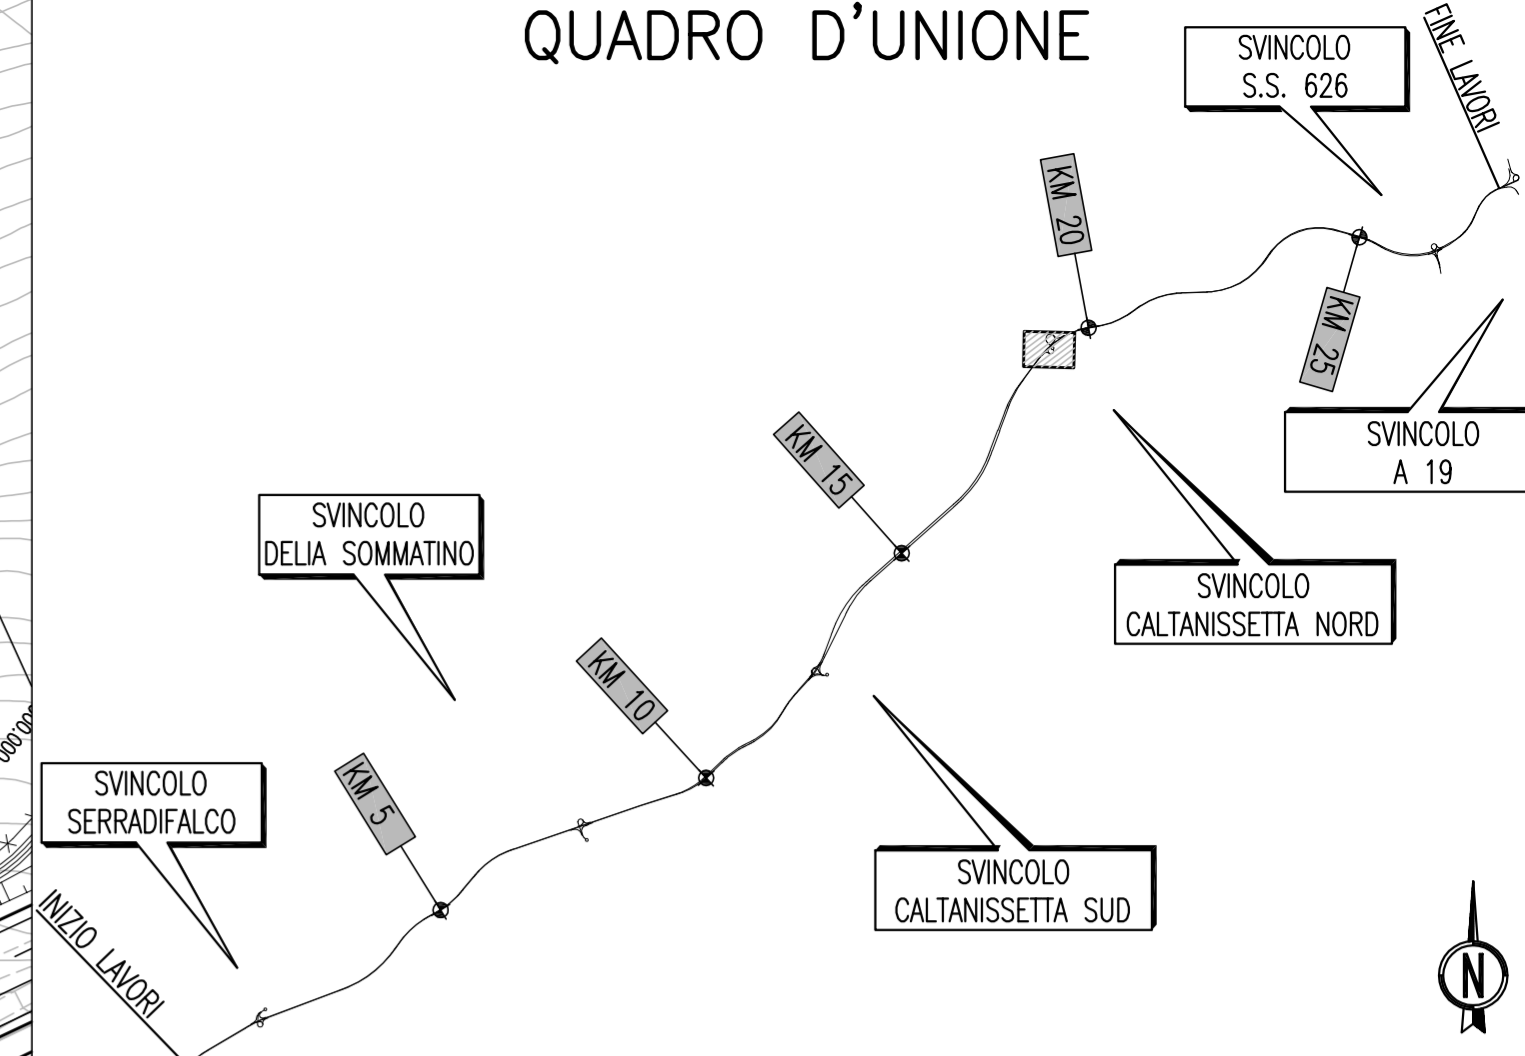 QUADRO D'UNIONE
SVINCOLO
S.S. 626
FINE LAVORI
KM 20
KM 25
SVINCOLO
A 19
KM 15
SVINCOLO
DELIA SOMMATINO
SVINCOLO
CALTANISSETTA NORD
KM 10
KM 5
SVINCOLO
SERRADIFALCO
SVINCOLO
CALTANISSETTA SUD
INIZIO LAVORI
N